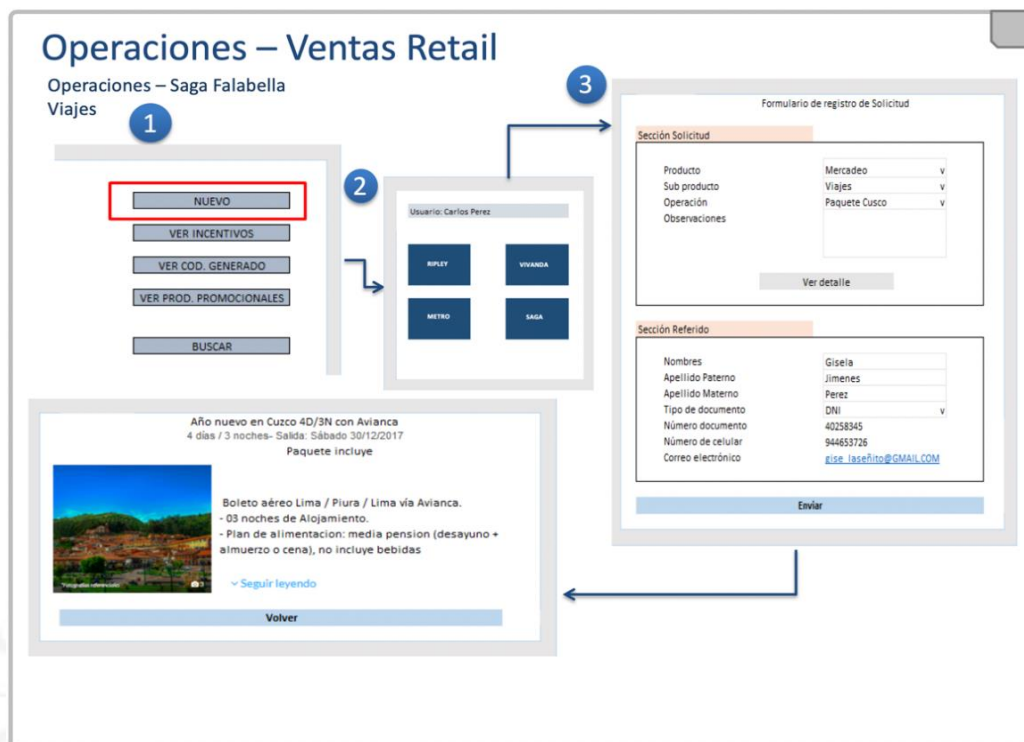 Operaciones – Ventas Retail
Operaciones – Saga Falabella
Viajes
1
NUEVO
VER INCENTIVOS
VER COD. GENERADO
VER PROD. PROMOCIONALES
BUSCAR
2
Usuario: Carlos Perez
RIPLEY
VIVANDA
METRO
SAGA
3
Formulario de registro de Solicitud
Sección Solicitud
Producto Mercadeo v
Sub producto Viajes v
Operación Paquete Cusco v
Observaciones
Ver detalle
Sección Referido
Nombres Gisela
Apellido Paterno Jimenes
Apellido Materno Perez
Tipo de documento DNI v
Número documento 40258345
Número de celular 944653726
Correo electrónico gise_laseñito@GMAIL.COM
Enviar
Año nuevo en Cuzco 4D/3N con Avianca
4 días / 3 noches- Salida: Sábado 30/12/2017
Paquete incluye
Boleto aéreo Lima / Piura / Lima vía Avianca.
- 03 noches de Alojamiento.
- Plan de alimentacion: media pension (desayuno +
almuerzo o cena), no incluye bebidas
Seguir leyendo
*Fotografías referenciales
3
Volver